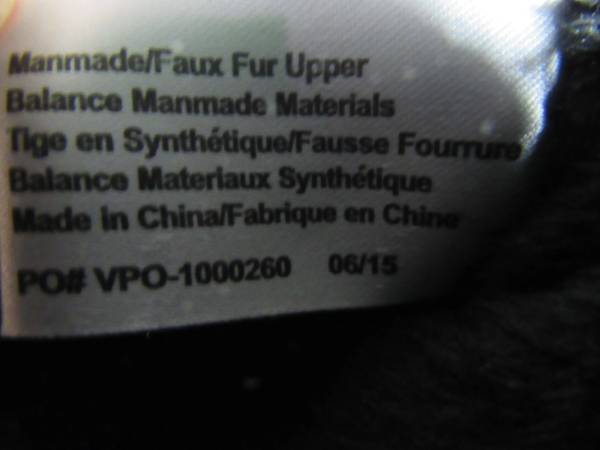 Manmade/Faux Fur Upper
Balance Manmade Materials
Tige en Synthétique/Fausse Fourrure
Balance Materiaux Synthétique
Made In China/Fabrique en Chine
PO# VPO-1000260 06/15